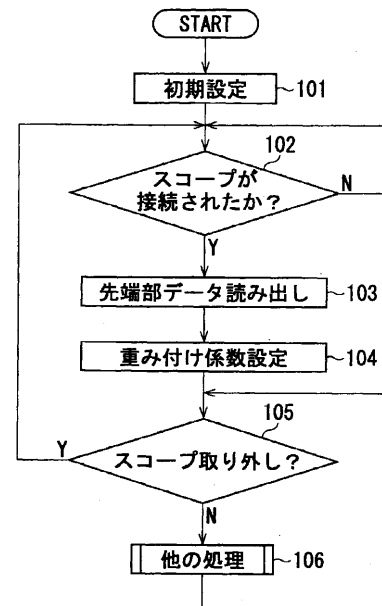 START
初期設定
101
102
スコープが
接続されたか？
N
Y
先端部データ読み出し
103
重み付け係数設定
104
105
Y
スコープ取り外し？
N
他の処理
106